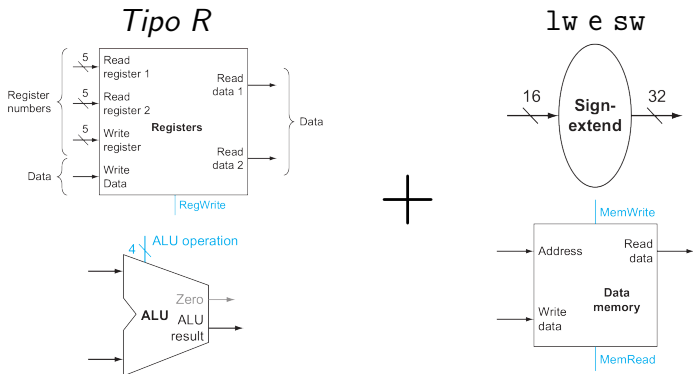 Tipo R
lw e sw
5
Read
register 1
Register
numbers
5
Read
register 2
5
Write
register
Registers
Read
data 1
Read
data 2
Data
Data
Write
Data
RegWrite
16
Sign-
extend
32
4
ALU operation
ALU
Zero
ALU
result
MemWrite
Address
Read
data
Write
data
Data
memory
MemRead